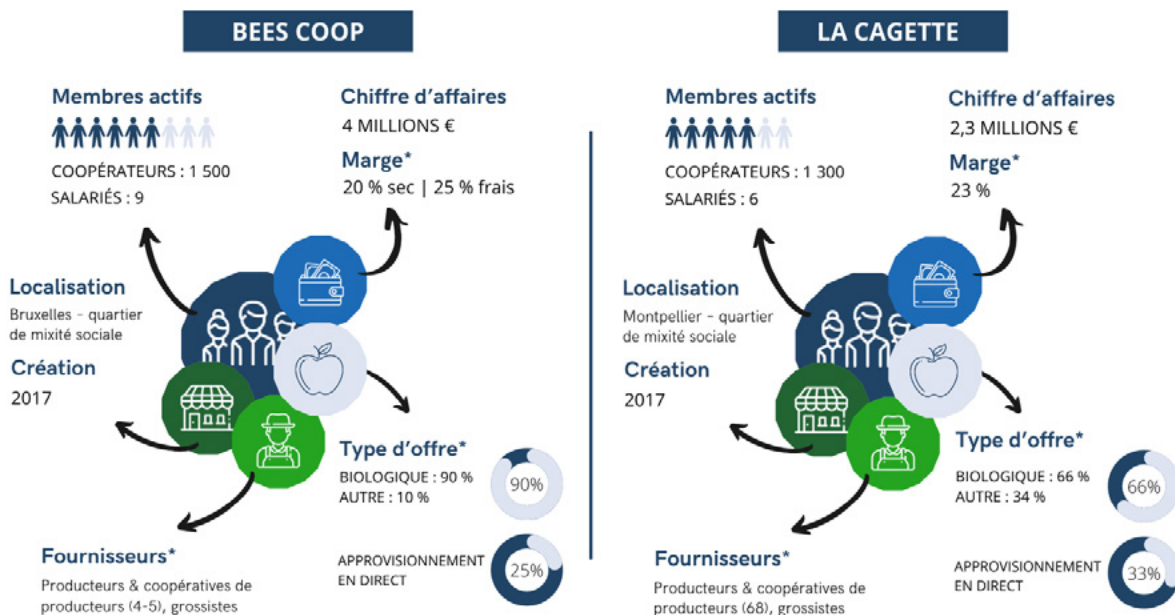 BEES COOP
Membres actifs
COOPÉRATEURS : 1 500
SALARIÉS : 9
Chiffre d'affaires
4 MILLIONS €
Marge*
20 % sec | 25 % frais
Localisation
Bruxelles - quartier
de mixité sociale
Création
2017
Type d'offre*
BIOLOGIQUE : 90 %
AUTRE : 10 %
90%
Fournisseurs*
Producteurs & coopératives de
producteurs (4-5), grossistes
APPROVISIONNEMENT
EN DIRECT
25%
LA CAGETTE
Membres actifs
COOPÉRATEURS : 1 300
SALARIÉS : 6
Chiffre d'affaires
2,3 MILLIONS €
Marge*
23 %
Localisation
Montpellier - quartier
de mixité sociale
Création
2017
Type d'offre*
BIOLOGIQUE : 66 %
AUTRE : 34 %
66%
Fournisseurs*
Producteurs & coopératives de
producteurs (68), grossistes
APPROVISIONNEMENT
EN DIRECT
33%